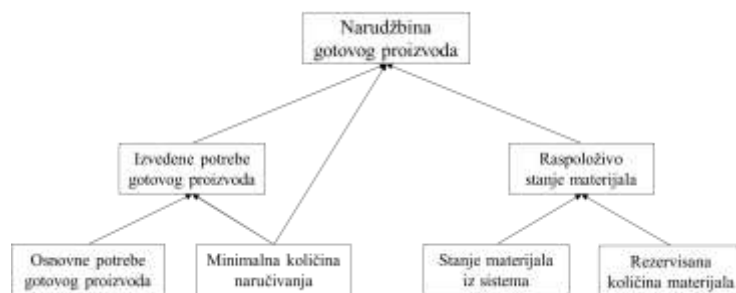 Narudžbina
gotovog proizvoda
Izvedene potrebe
gotovog proizvoda
Raspoloživo
stanje materijala
Osnovne potrebe
gotovog proizvoda
Minimalna količina
naručivanja
Stanje materijala
iz sistema
Rezervisana
količina materijala